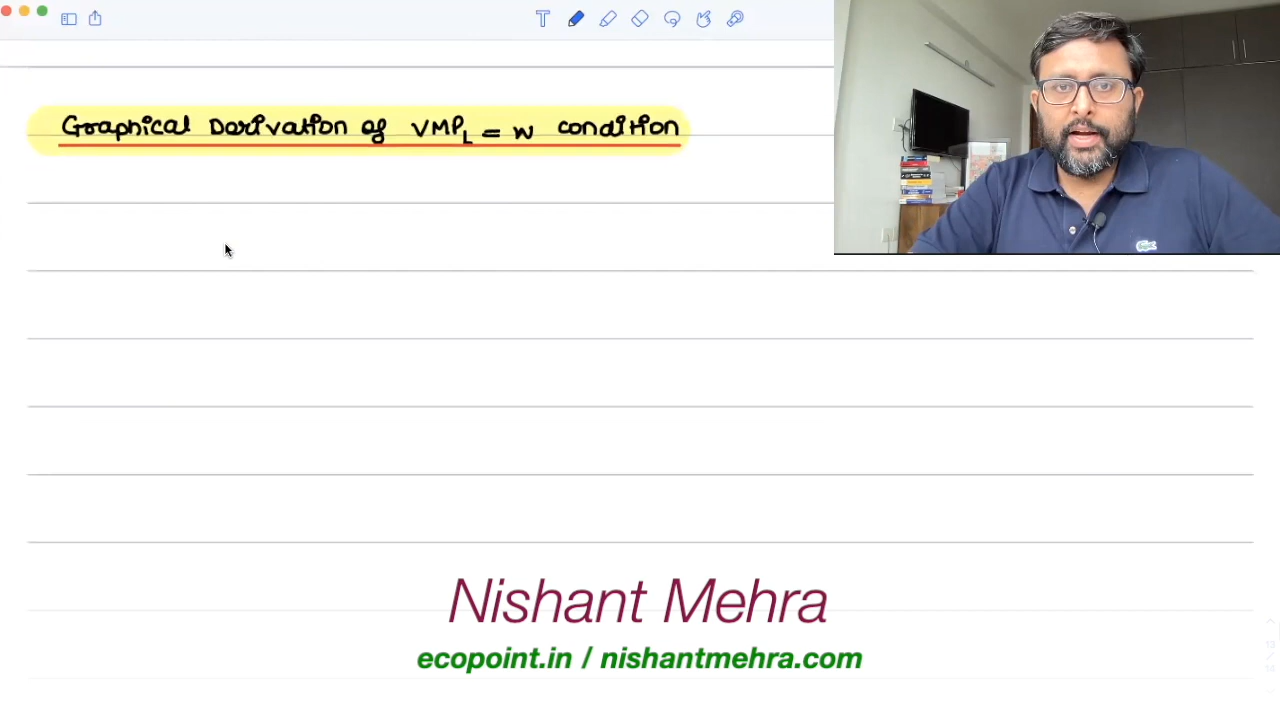 Graphical Derivation of VMPL = w condition
Nishant Mehra
ecopoint.in / nishantmehra.com